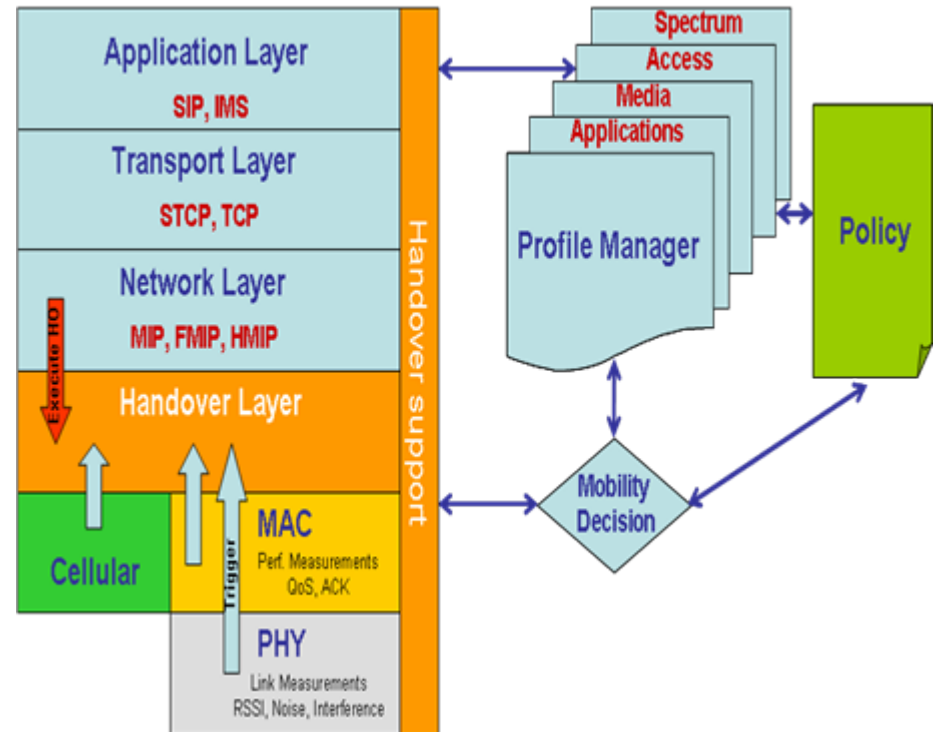 Application Layer
SIP, IMS
Transport Layer
STCP, TCP
Network Layer
MIP, FMIP, HMIP
Execute HO
Handover Layer
Cellular
MAC
Perf. Measurements
QoS, ACK
Trigger
PHY
Link Measurements
RSSI, Noise, Interference
Handover support
Spectrum
Access
Media
Applications
Profile Manager
Policy
Mobility
Decision